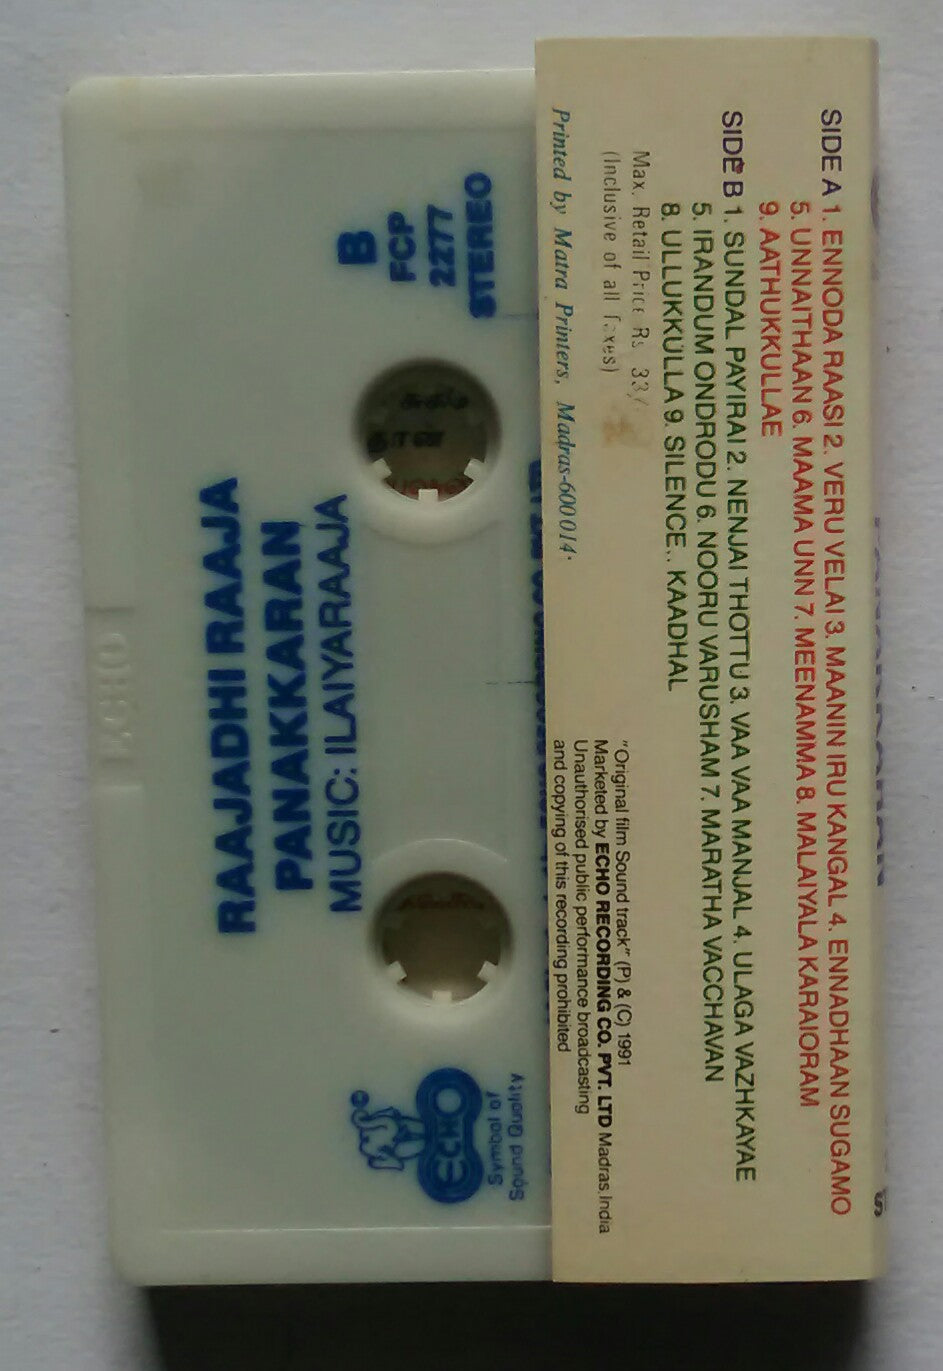 SIDE A 1. ENNODA RAASI 2. VERU VELAI 3. MAANIN IRU KANGAL 4. ENNADHAAN SUGAMO
5. UNNAITHAAN 6. MAAMA UNN 7. MEENAMMA 8. MALAIYALA KARAIORAM
9. AATHUKKULLAE
SIDE B 1. SUNDAL PAYIRAI 2. NENJAI THOTTU 3. VAA VAA MANJAL 4. ULAGA VAZHKAYAE
5. IRANDUM ONDRODU 6. NOORU VARUSHAM 7. MARATHA VACCHAVAN
8. ULLUKKULLA 9. SILENCE.. KAADHAL
Max. Retail Price Rs 33/
(Inclusive of all Taxes)
Printed by Matra Printers, Madras-600014.
"Original film Sound track" (P) & (C) 1991
Marketed by ECHO RECORDING CO. PVT. LTD Madras, India
Unauthorised public performance broadcasting
and copying of this recording prohibited
STEREO
2277
FCP
B
RAAJADHI RAAJA
PANAKKARAN
MUSIC: ILAIYARAAJA
ECHO
Symbol of
Sound Quality